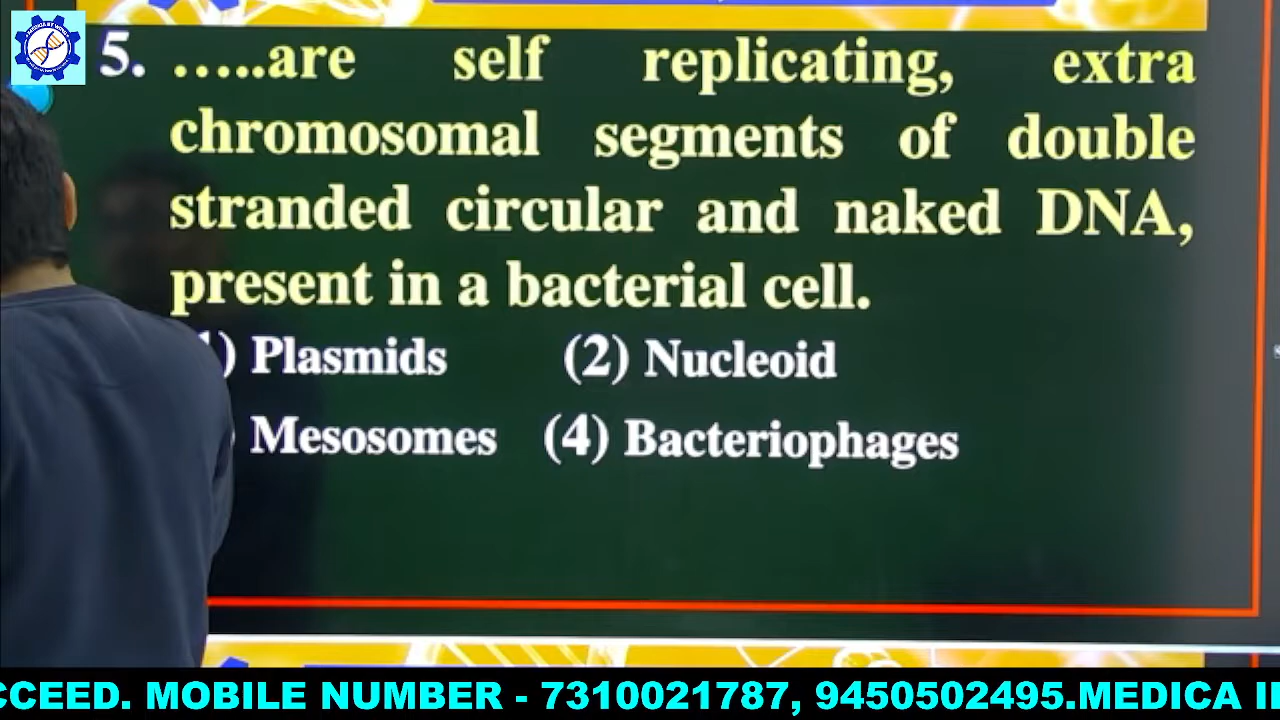 5. .....are self replicating, extra
chromosomal segments of double
stranded circular and naked DNA,
present in a bacterial cell.
1) Plasmids (2) Nucleoid
) Mesosomes (4) Bacteriophages
CCEED. MOBILE NUMBER - 7310021787, 9450502495.MEDICA I